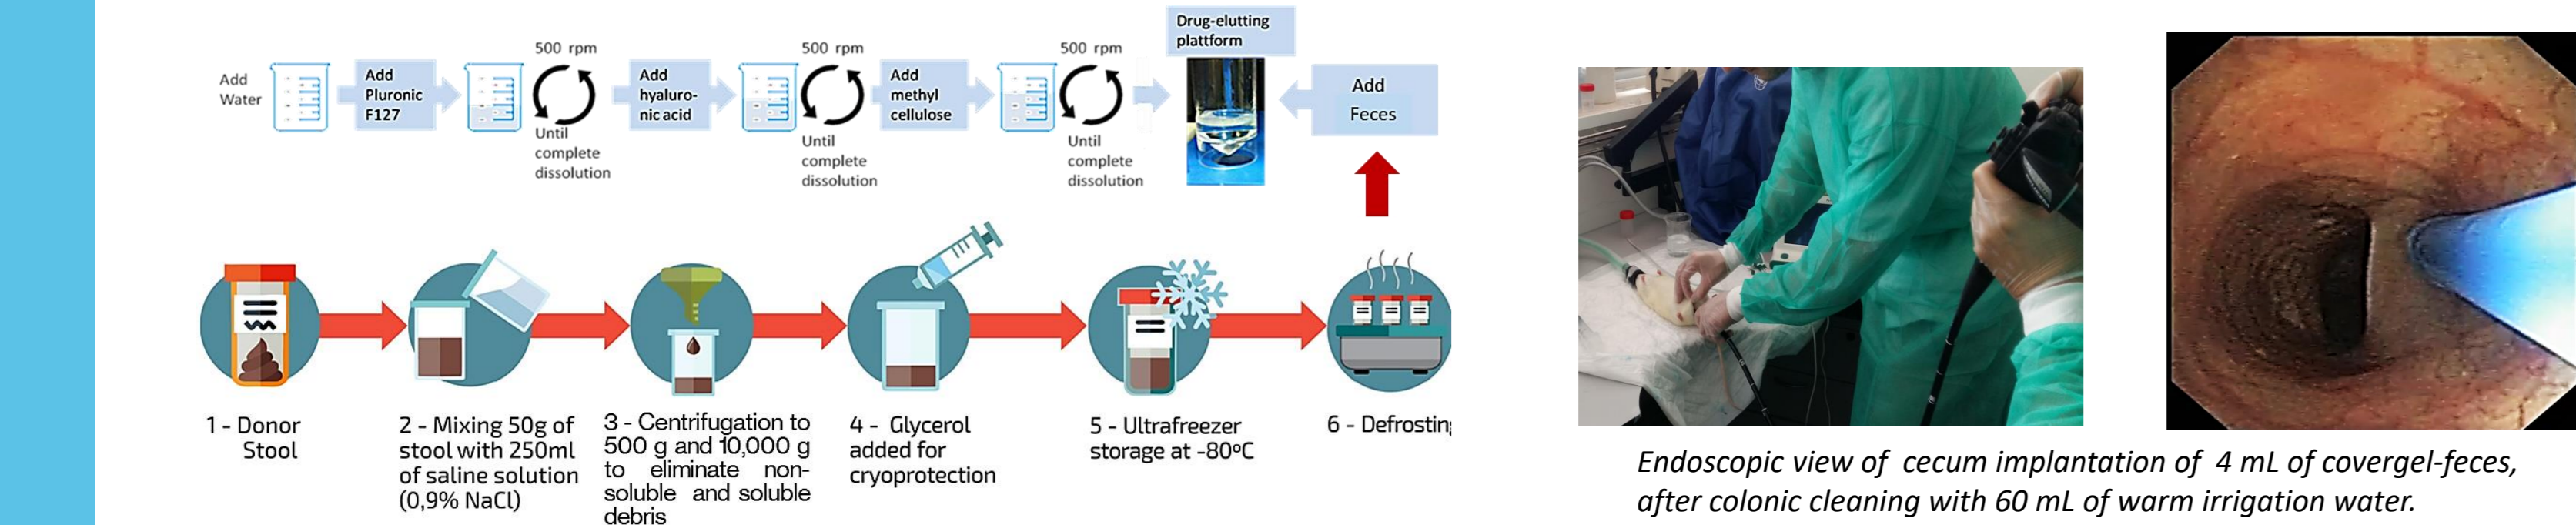 Drug-elutting
plattform
500 rpm
500 rpm
500 rpm
Add
Water
Add
Pluronic
F127
Add
hyaluro-
nic acid
Add
methyl
cellulose
Add
Feces
Until
complete
dissolution
Until
complete
dissolution
Until
complete
dissolution
1 - Donor
Stool
2 - Mixing 50g of
stool with 250ml
of saline solution
(0,9% NaCl)
3 - Centrifugation to
500 g and 10,000 g
to eliminate non-
soluble and soluble
debris
4 - Glycerol
added for
cryoprotection
5 - Ultrafreezer
storage at -80ºC
6 - Defrosting
Endoscopic view of cecum implantation of 4 mL of covergel-feces,
after colonic cleaning with 60 mL of warm irrigation water.